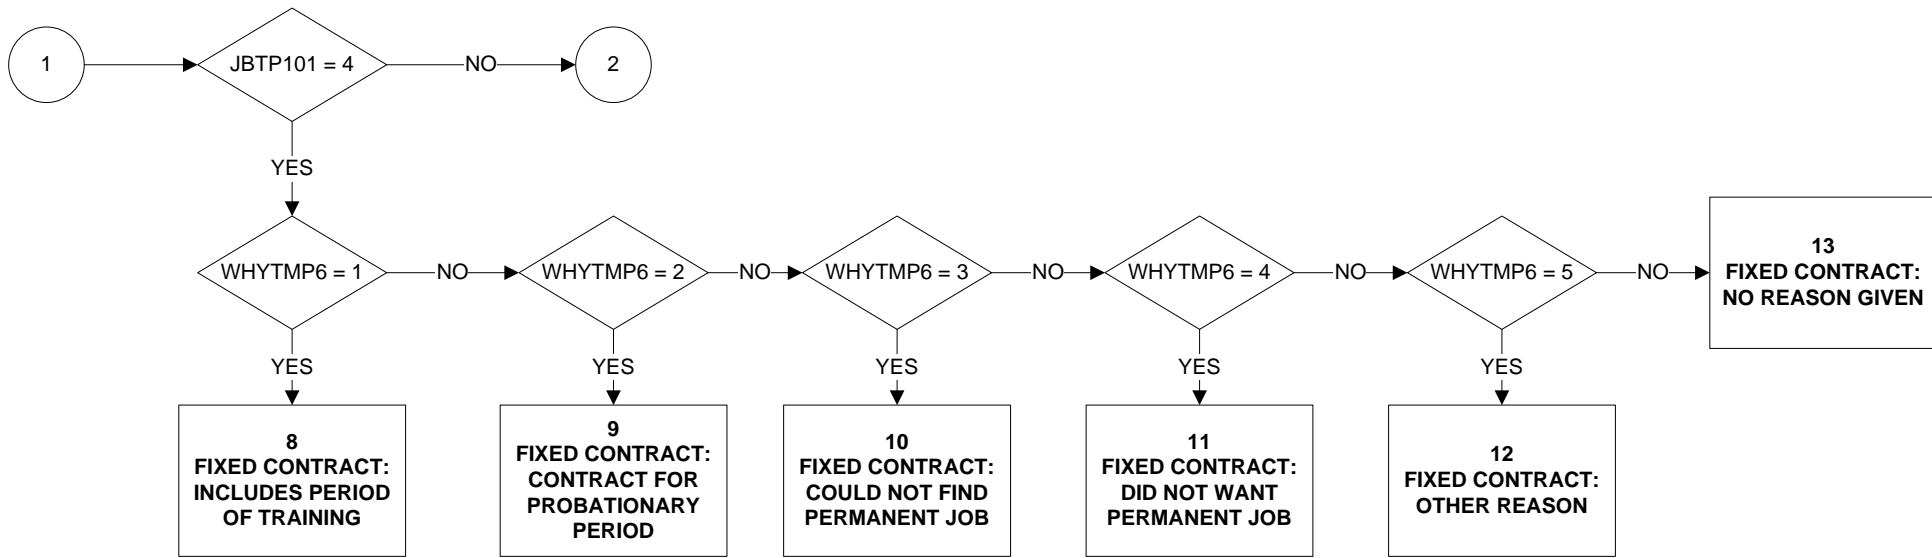 1
JBTP101 = 4
NO
2
YES
WHYTMP6 = 1
NO
WHYTMP6 = 2
NO
WHYTMP6 = 3
NO
WHYTMP6 = 4
NO
WHYTMP6 = 5
NO
13
FIXED CONTRACT:
NO REASON GIVEN
YES
YES
YES
YES
YES
8
FIXED CONTRACT:
INCLUDES PERIOD
OF TRAINING
9
FIXED CONTRACT:
CONTRACT FOR
PROBATIONARY
PERIOD
10
FIXED CONTRACT:
COULD NOT FIND
PERMANENT JOB
11
FIXED CONTRACT:
DID NOT WANT
PERMANENT JOB
12
FIXED CONTRACT:
OTHER REASON